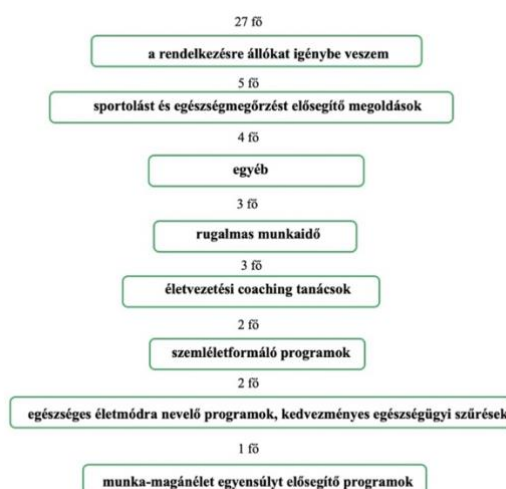 27 fő
a rendelkezésre állókat igénybe veszem
5 fő
sportolást és egészségmegőrzést elősegítő megoldások
4 fő
egyéb
3 fő
rugalmas munkaidő
3 fő
életvezetési coaching tanácsok
2 fő
szemléletformáló programok
2 fő
egészséges életmódra nevelő programok, kedvezményes egészségügyi szűrések
1 fő
munka-magánélet egyensúlyt elősegítő programok